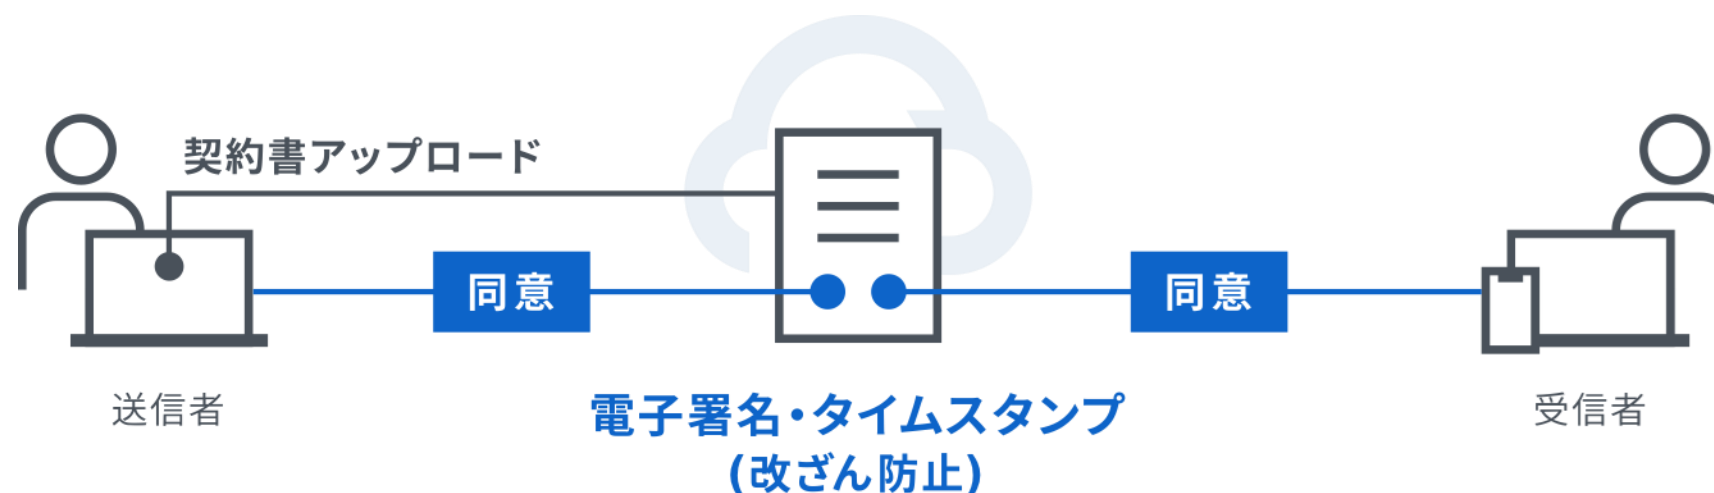 契約書アップロード
同意
同意
送信者
電子署名・タイムスタンプ
(改ざん防止)
受信者